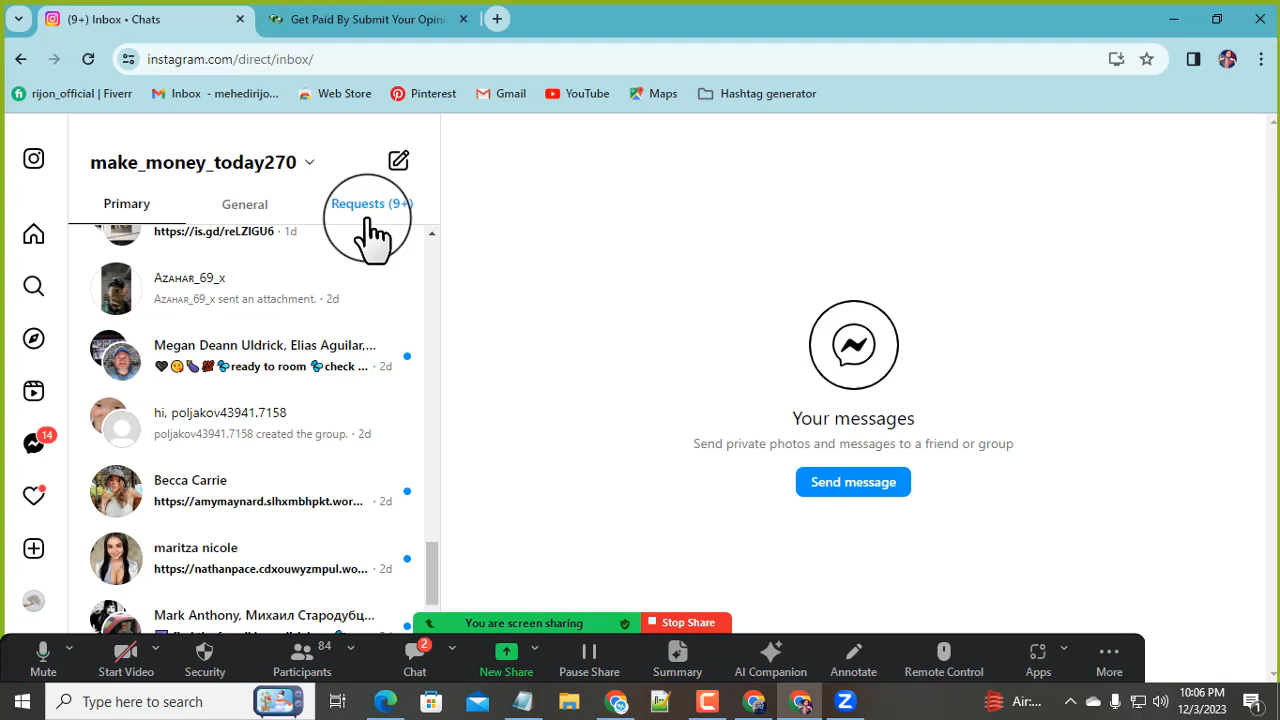 (9+) Inbox • Chats
Get Paid By Submit Your Opini
instagram.com/direct/inbox/
rijon_official | Fiverr
Inbox - mehedirijo...
Web Store
Pinterest
Gmail
YouTube
Maps
Hashtag generator
make_money_today270
Primary
General
Requests (9+)
https://is.gd/reLZIGU6 · 1d
Aᴢᴀʜᴀʀ_69_x
Aᴢᴀʜᴀʀ_69_x sent an attachment. · 2d
Megan Deann Uldrick, Elias Aguilar,...
🖤😘🍆💋🫦ready to room 🫦check ... · 2d
hi, poljakov43941.7158
poljakov43941.7158 created the group. · 2d
Becca Carrie
https://amymaynard.slhxmbhpkt.wor... · 2d
maritza nicole
https://nathanpace.cdxouwyzmpul.wo... · 2d
Mark Anthony, Михаил Стародубц...
14
Your messages
Send private photos and messages to a friend or group
Send message
You are screen sharing
Stop Share
Mute
Start Video
Security
84
Participants
2
Chat
New Share
Pause Share
Summary
AI Companion
Annotate
Remote Control
Apps
More
Type here to search
Air:...
10:06 PM
12/3/2023
1